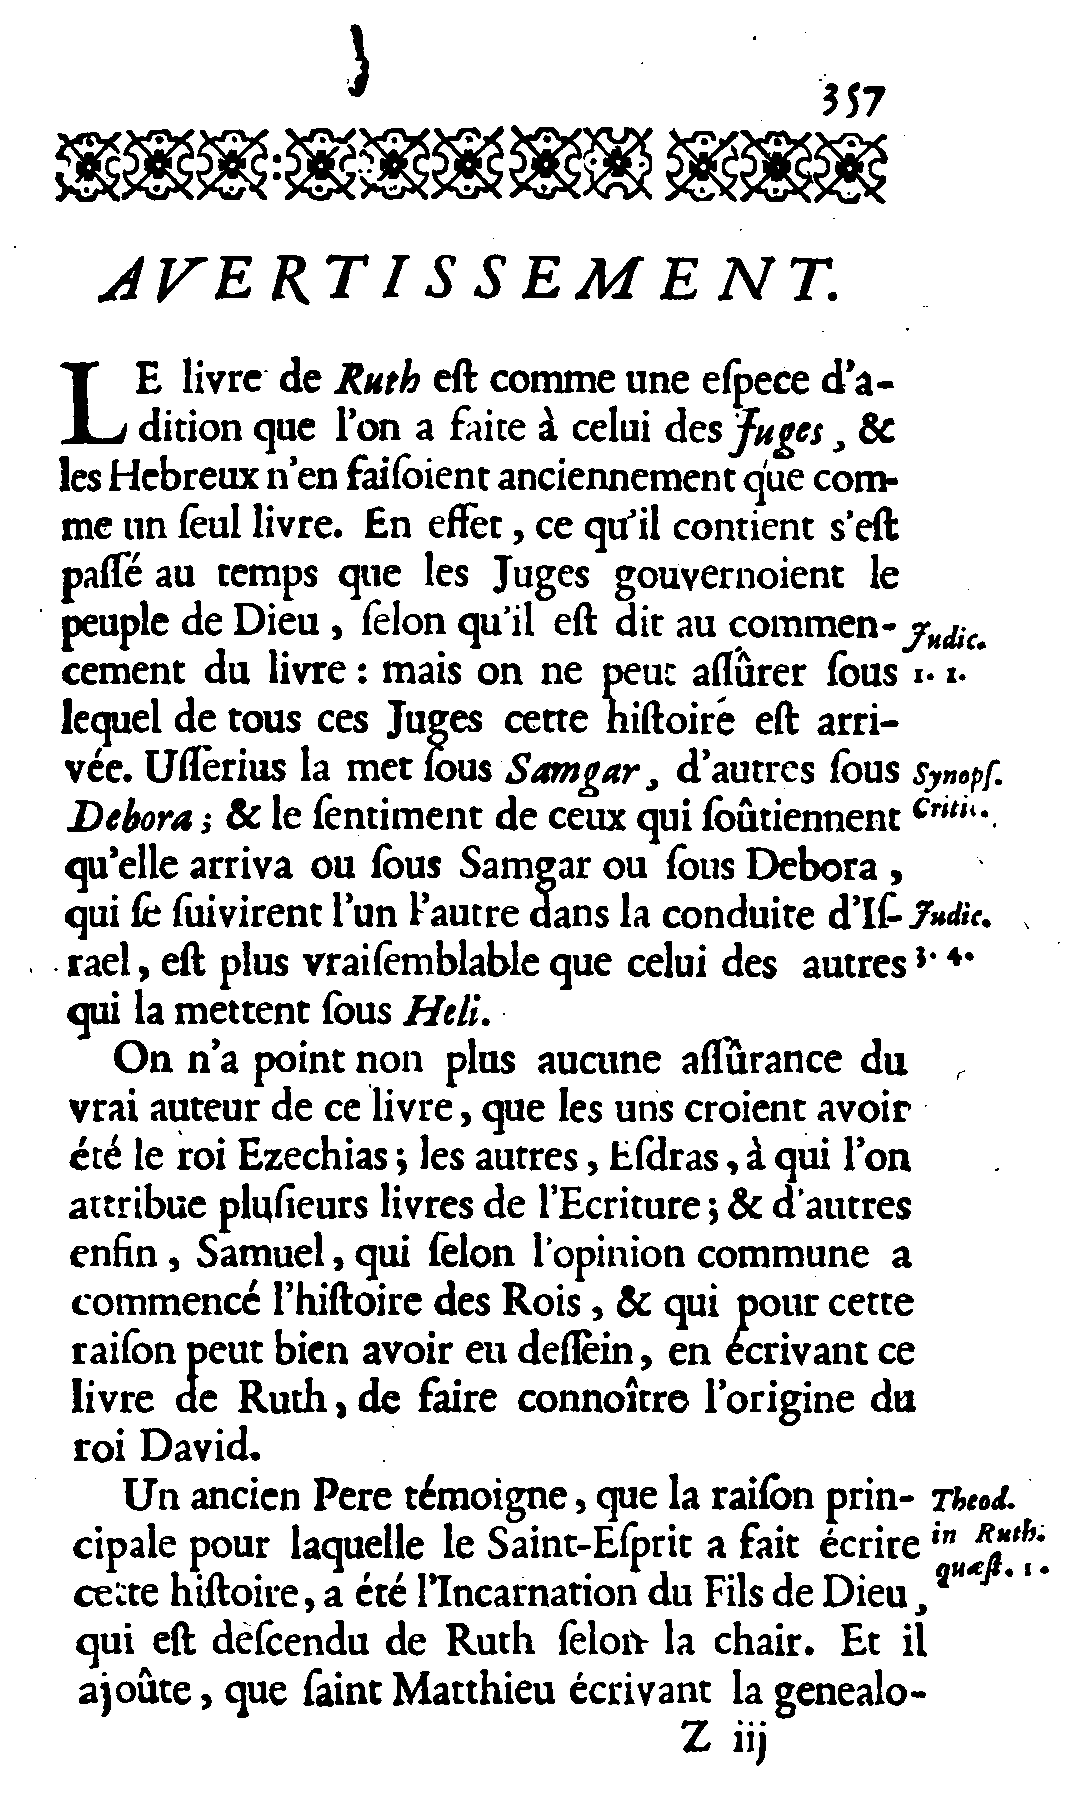 357
AVERTISSEMENT.
LE livre de Ruth eſt comme une eſpece d'a-
dition que l'on a faite à celui des Juges, &
les Hebreux n'en faiſoient anciennement que com-
me un ſeul livre. En effet, ce qu'il contient s'eſt
paſſé au temps que les Juges gouvernoient le
peuple de Dieu, ſelon qu'il eſt dit au commen-
Judic.
cement du livre : mais on ne peut aſſûrer ſous
1. 1.
lequel de tous ces Juges cette hiſtoire eſt arri-
vée. Uſſerius la met ſous Samgar, d'autres ſous
Synopſ.
Debora; & le ſentiment de ceux qui ſoûtiennent
Critic.
qu'elle arriva ou ſous Samgar ou ſous Debora,
qui ſe ſuivirent l'un l'autre dans la conduite d'Iſ-
Judic.
rael, eſt plus vraiſemblable que celui des autres
3. 4.
qui la mettent ſous Heli.
On n'a point non plus aucune aſſûrance du
vrai auteur de ce livre, que les uns croient avoir
été le roi Ezechias; les autres, Eſdras, à qui l'on
attribue pluſieurs livres de l'Ecriture; & d'autres
enfin, Samuel, qui ſelon l'opinion commune a
commencé l'hiſtoire des Rois, & qui pour cette
raiſon peut bien avoir eu deſſein, en écrivant ce
livre de Ruth, de faire connoître l'origine du
roi David.
Un ancien Pere témoigne, que la raiſon prin-
Theod.
cipale pour laquelle le Saint-Eſprit a fait écrire
in Ruth.
cette hiſtoire, a été l'Incarnation du Fils de Dieu,
quæſt. 1.
qui eſt deſcendu de Ruth ſelon la chair. Et il
ajoûte, que ſaint Matthieu écrivant la genealo-
Z iij